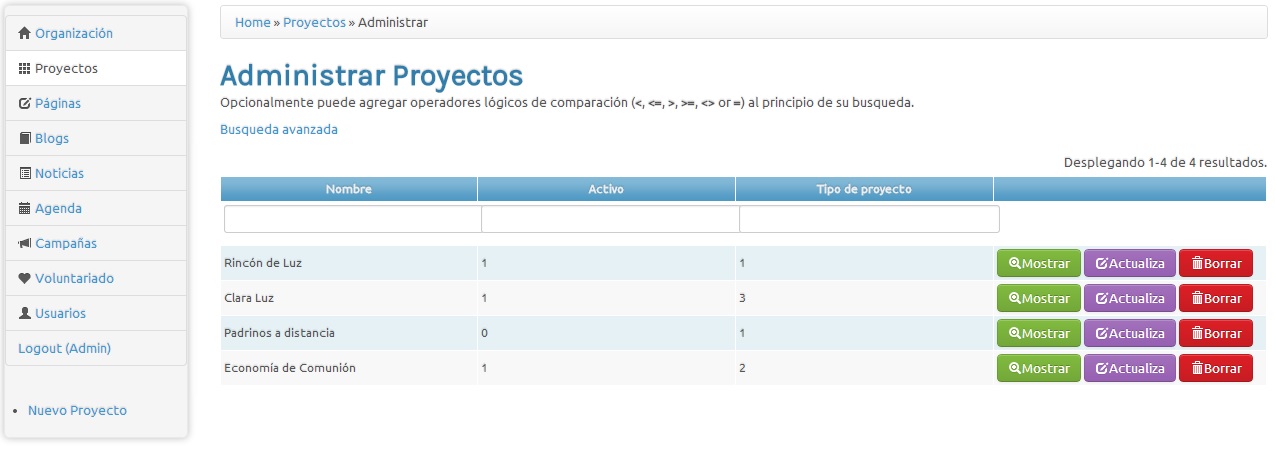 Organización
Proyectos
Páginas
Blogs
Noticias
Agenda
Campañas
Voluntariado
Usuarios
Logout (Admin)
Nuevo Proyecto
Home » Proyectos » Administrar
Administrar Proyectos
Opcionalmente puede agregar operadores lógicos de comparación (<, <=, >, >=, <> or =) al principio de su busqueda.
Busqueda avanzada
Desplegando 1-4 de 4 resultados.
Nombre Activo Tipo de proyecto
Rincón de Luz 1 1 Mostrar Actualiza Borrar
Clara Luz 1 3 Mostrar Actualiza Borrar
Padrinos a distancia 0 1 Mostrar Actualiza Borrar
Economía de Comunión 1 2 Mostrar Actualiza Borrar